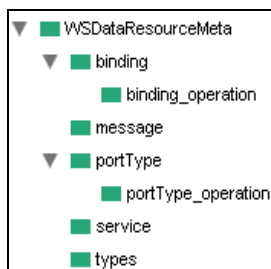 WSDataResourceMeta
binding
binding_operation
message
portType
portType_operation
service
types